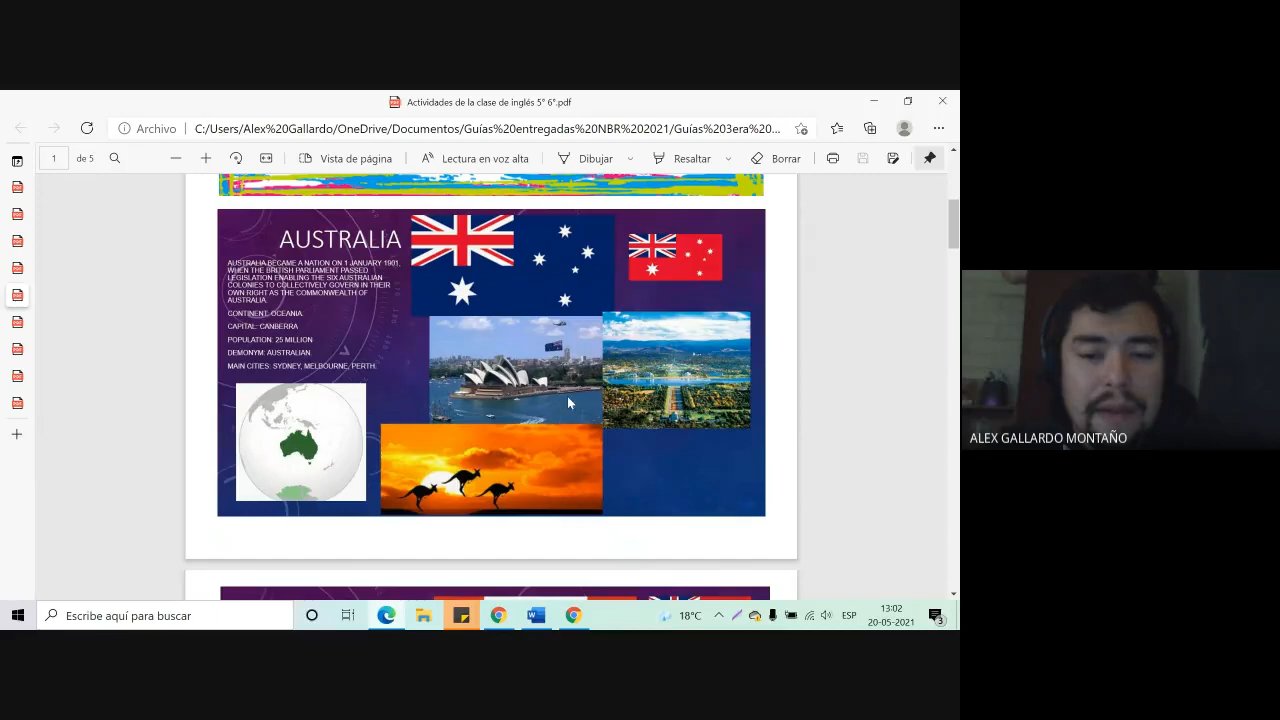 Actividades de la clase de inglés 5° 6°.pdf
Archivo
C:/Users/Alex%20Gallardo/OneDrive/Documentos/Guías%20entregadas%20NBR%202021/Guías%203era%20...
1
de 5
Vista de página
Lectura en voz alta
Dibujar
Resaltar
Borrar
AUSTRALIA
AUSTRALIA BECAME A NATION ON 1 JANUARY 1901,
WHEN THE BRITISH PARLIAMENT PASSED
LEGISLATION ENABLING THE SIX AUSTRALIAN
COLONIES TO COLLECTIVELY GOVERN IN THEIR
OWN RIGHT AS THE COMMONWEALTH OF
AUSTRALIA
CONTINENT: OCEANIA.
CAPITAL: CANBERRA
POPULATION: 25 MILLION
DEMONYM: AUSTRALIAN.
MAIN CITIES: SYDNEY, MELBOURNE, PERTH.
ALEX GALLARDO MONTAÑO
Escribe aquí para buscar
18°C
ESP
13:02
20-05-2021
3